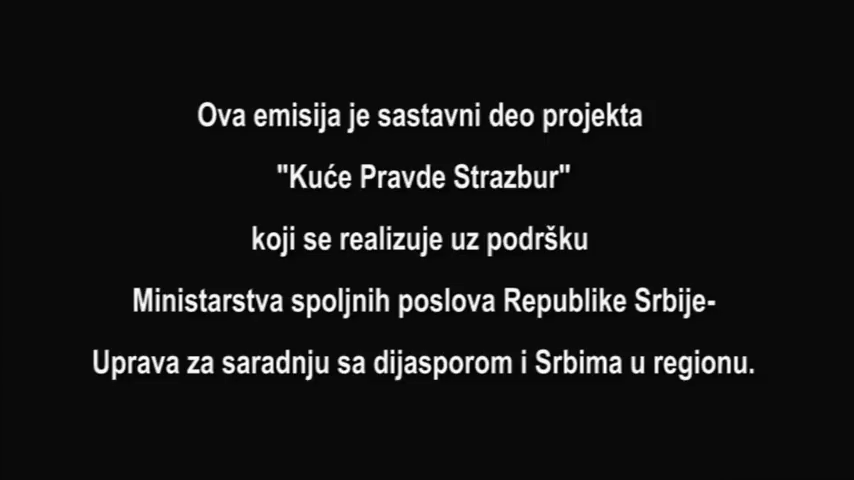 Ova emisija je sastavni deo projekta
"Kuće Pravde Strazbur"
koji se realizuje uz podršku
Ministarstva spoljnih poslova Republike Srbije-
Uprava za saradnju sa dijasporom i Srbima u regionu.